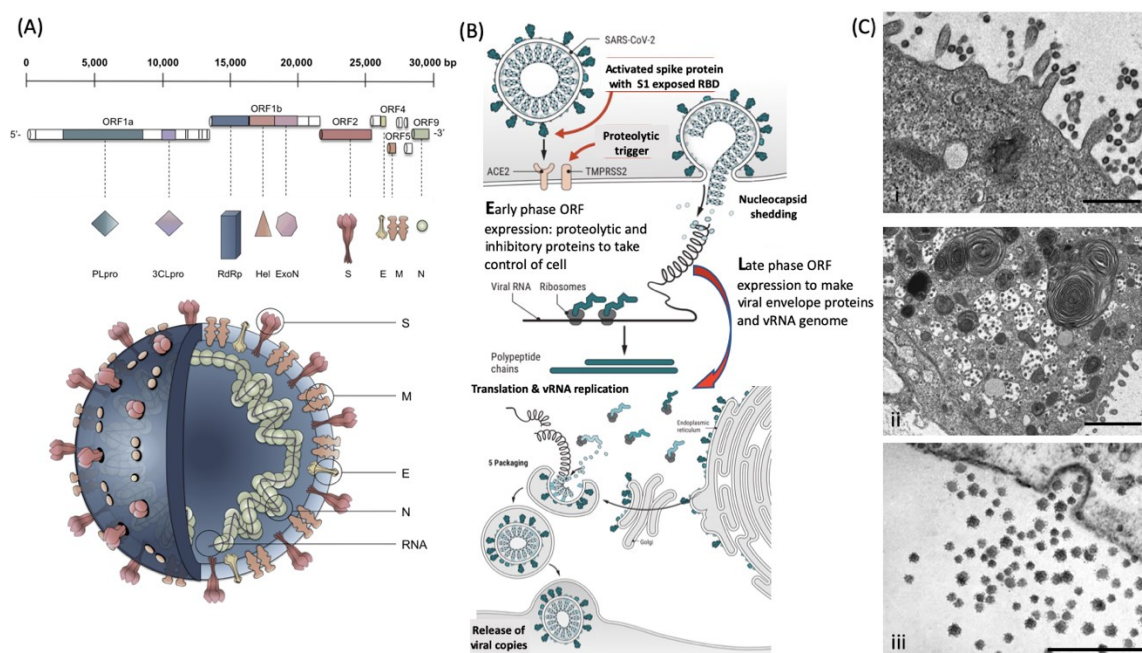 (A)
0 5,000 10,000 15,000 20,000 25,000 30,000 bp
ORF1b
ORF4
ORF1a
ORF2
ORF9
5'-
-3'
ORF5
PLpro 3CLpro RdRp Hel ExoN S E M N
S
M
E
N
RNA
(B)
SARS-CoV-2
Activated spike protein
with S1 exposed RBD
Proteolytic
trigger
ACE2
TMPRSS2
Nucleocapsid
shedding
Early phase ORF
expression: proteolytic and
inhibitory proteins to take
control of cell
Viral RNA
Ribosomes
Late phase ORF
expression to make
viral envelope proteins
and vRNA genome
Polypeptide
chains
Translation & vRNA replication
Endoplasmic
reticulum
5 Packaging
Golgi
Release of
viral copies
(C)
i
ii
iii